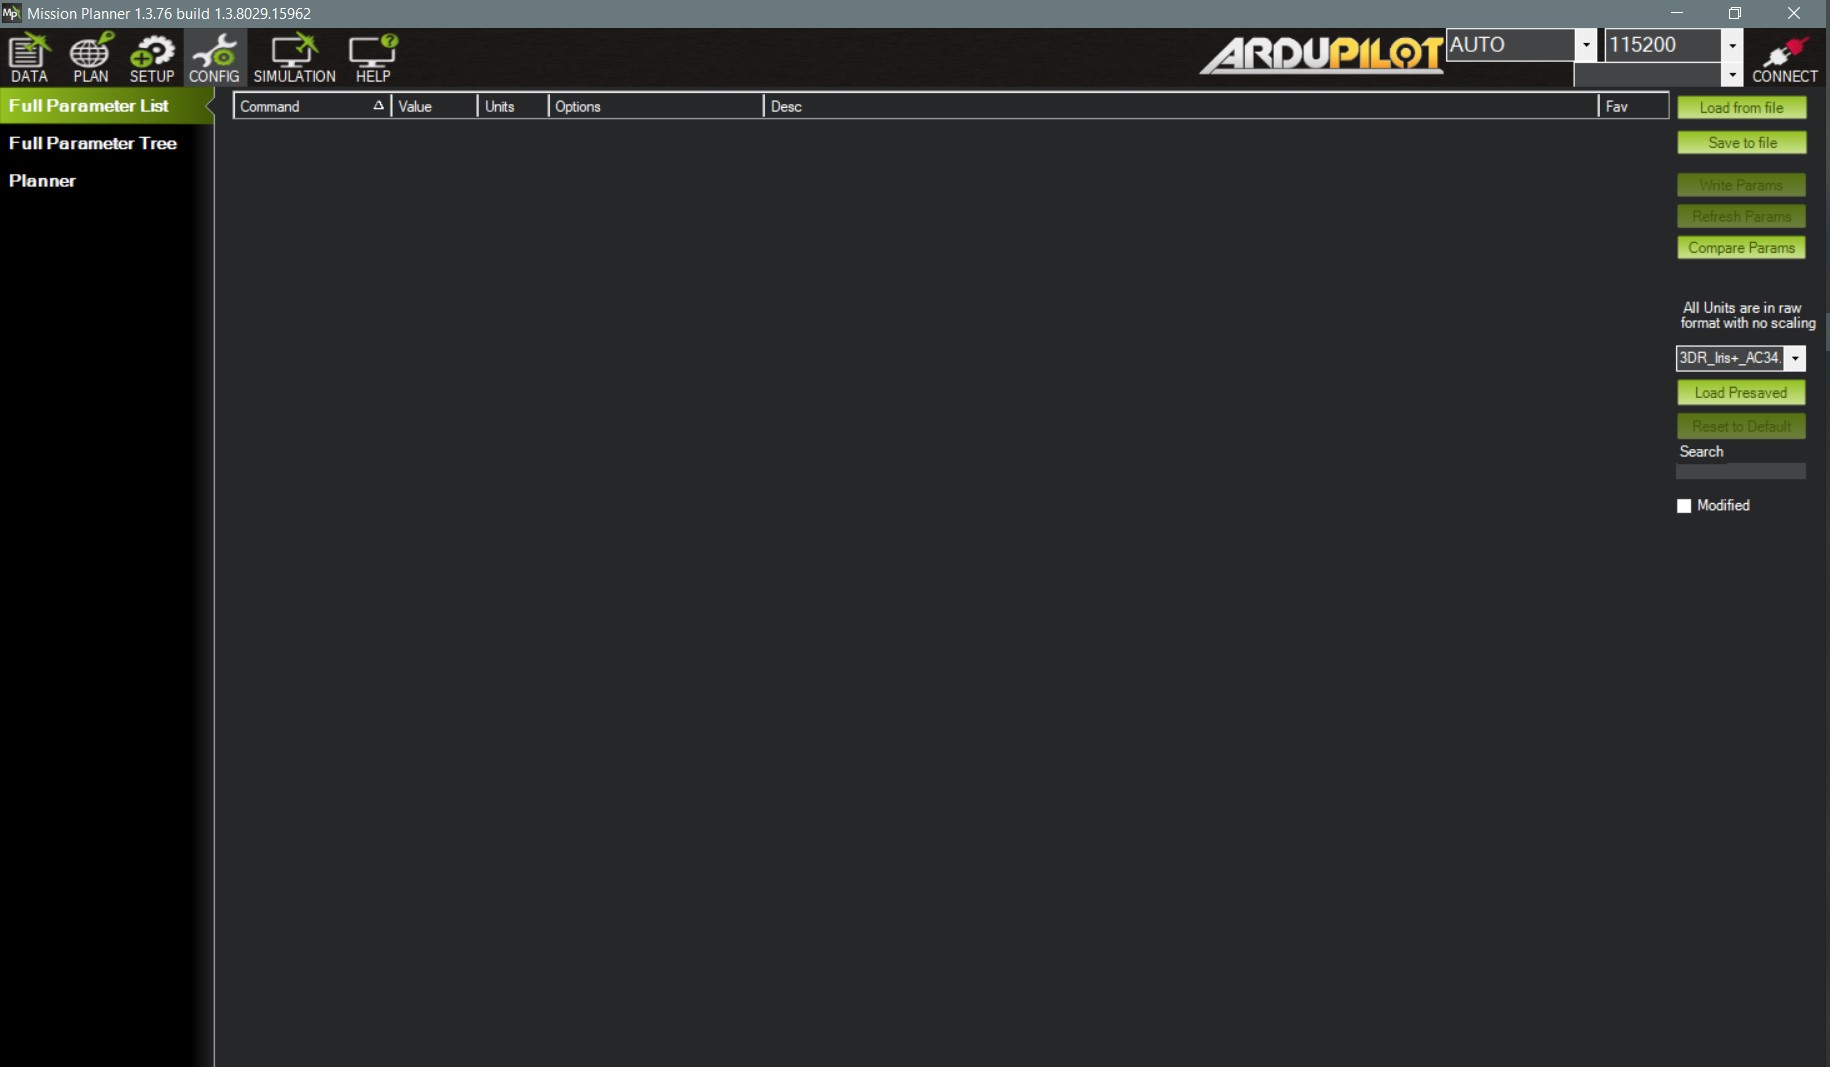 Mission Planner 1.3.76 build 1.3.8029.15962
DATA PLAN SETUP CONFIG SIMULATION HELP
ARDUPILOT
AUTO 115200
CONNECT
Full Parameter List
Full Parameter Tree
Planner
Command Value Units Options Desc Fav
Load from file
Save to file
Write Params
Refresh Params
Compare Params
All Units are in raw
format with no scaling
3DR_Iris+_AC34.
Load Presaved
Reset to Default
Search
Modified